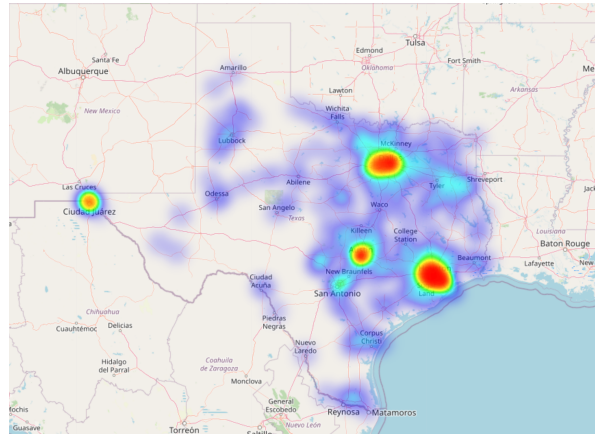 Tulsa
Edmond
Santa Fe
Fort Smith
Oklahoma
Amarillo
Albuquerque
Arkansas
Lawton
New Mexico
Wichita
Falls
Lubbock
McKinney
Las Cruces
Abilene
Tyler
Shreveport
Odessa
Ciudad Juárez
San Angelo
Texas
Waco
Killeen
College
Station
Louisiana
Baton Rouge
Beaumont
Lafayette
New Braunfels
Ciudad
Acuña
San Antonio
Land
Chihuahua
Piedras
Negras
Cuauhtémoc
Delicias
Corpus
Christi
Nuevo
Laredo
Hidalgo
del Parral
Coahuila
de Zaragoza
Monclova
General
Escobedo
Reynosa
Matamoros
Mochis
Guasave
Torreón
Nuevo León